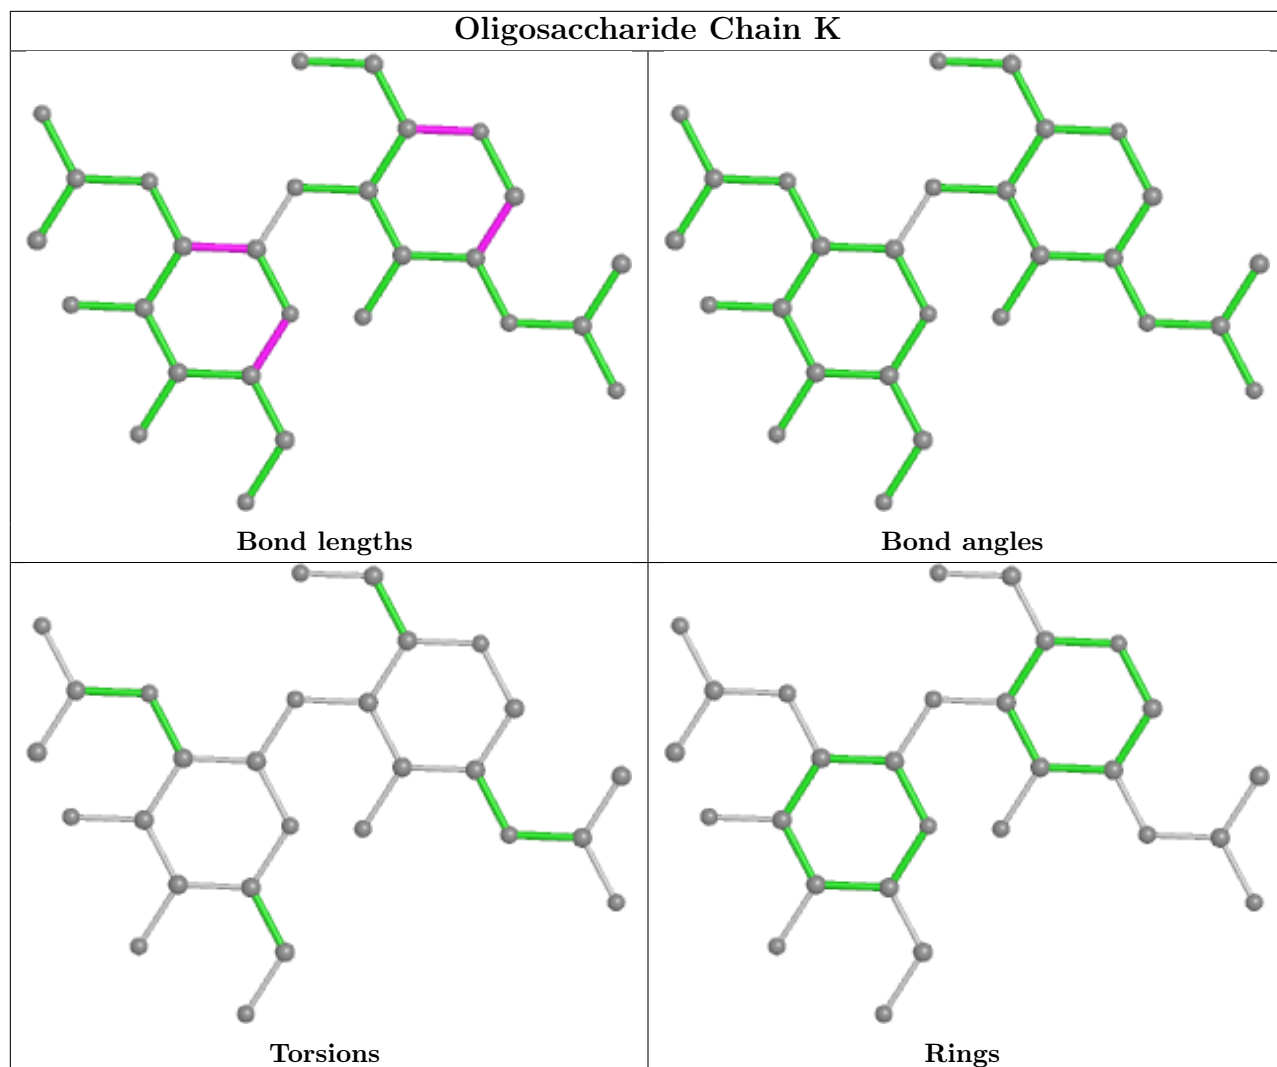 Oligosaccharide Chain K
Bond lengths
Bond angles
Torsions
Rings